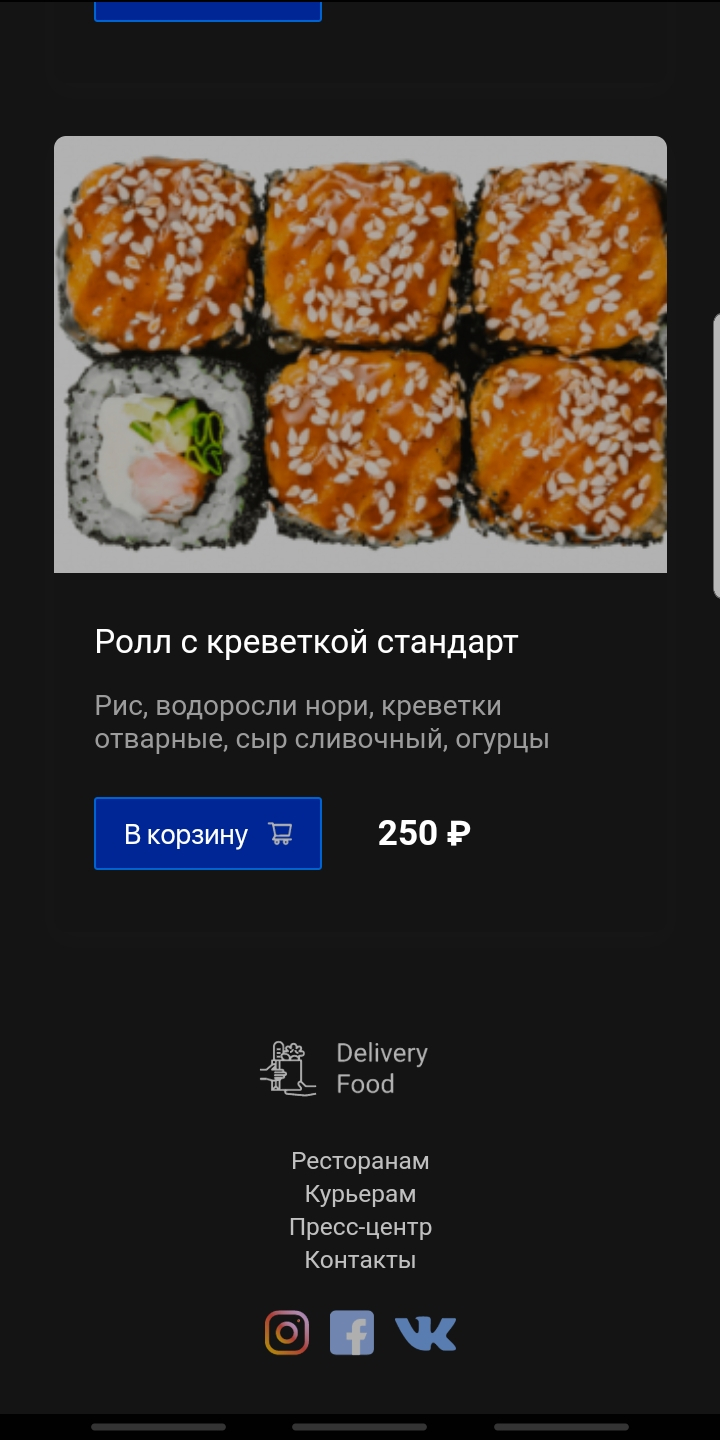 Ролл с креветкой стандарт
Рис, водоросли нори, креветки
отварные, сыр сливочный, огурцы
В корзину
250 ₽
Delivery
Food
Ресторанам
Курьерам
Пресс-центр
Контакты